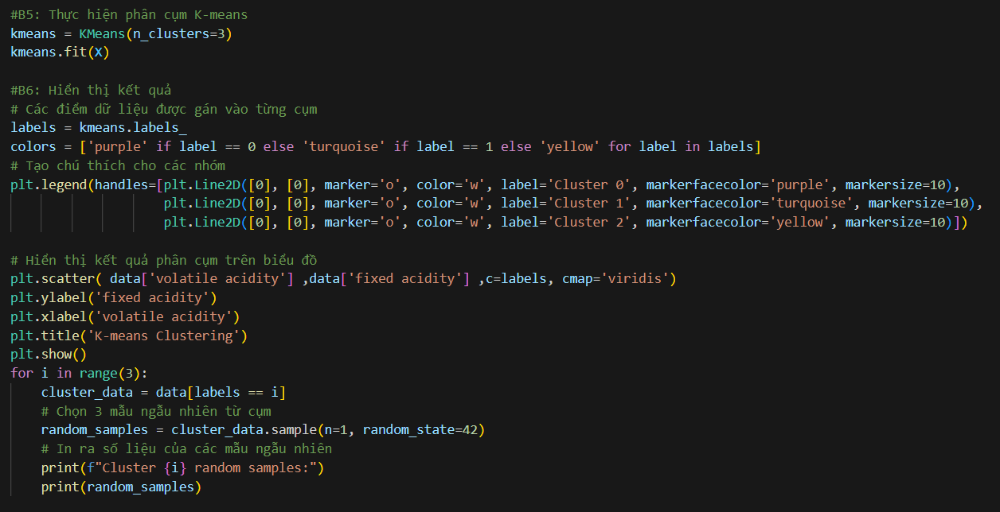 #B5: Thực hiện phân cụm K-means
kmeans = KMeans(n_clusters=3)
kmeans.fit(X)
#B6: Hiển thị kết quả
# Các điểm dữ liệu được gán vào từng cụm
labels = kmeans.labels_
colors = ['purple' if label == 0 else 'turquoise' if label == 1 else 'yellow' for label in labels]
# Tạo chú thích cho các nhóm
plt.legend(handles=[plt.Line2D([0], [0], marker='o', color='w', label='Cluster 0', markerfacecolor='purple', markersize=10),
plt.Line2D([0], [0], marker='o', color='w', label='Cluster 1', markerfacecolor='turquoise', markersize=10),
plt.Line2D([0], [0], marker='o', color='w', label='Cluster 2', markerfacecolor='yellow', markersize=10)])
# Hiển thị kết quả phân cụm trên biểu đồ
plt.scatter( data['volatile acidity'] ,data['fixed acidity'] ,c=labels, cmap='viridis')
plt.ylabel('fixed acidity')
plt.xlabel('volatile acidity')
plt.title('K-means Clustering')
plt.show()
for i in range(3):
    cluster_data = data[labels == i]
    # Chọn 3 mẫu ngẫu nhiên từ cụm
    random_samples = cluster_data.sample(n=1, random_state=42)
    # In ra số liệu của các mẫu ngẫu nhiên
    print(f"Cluster {i} random samples:")
    print(random_samples)